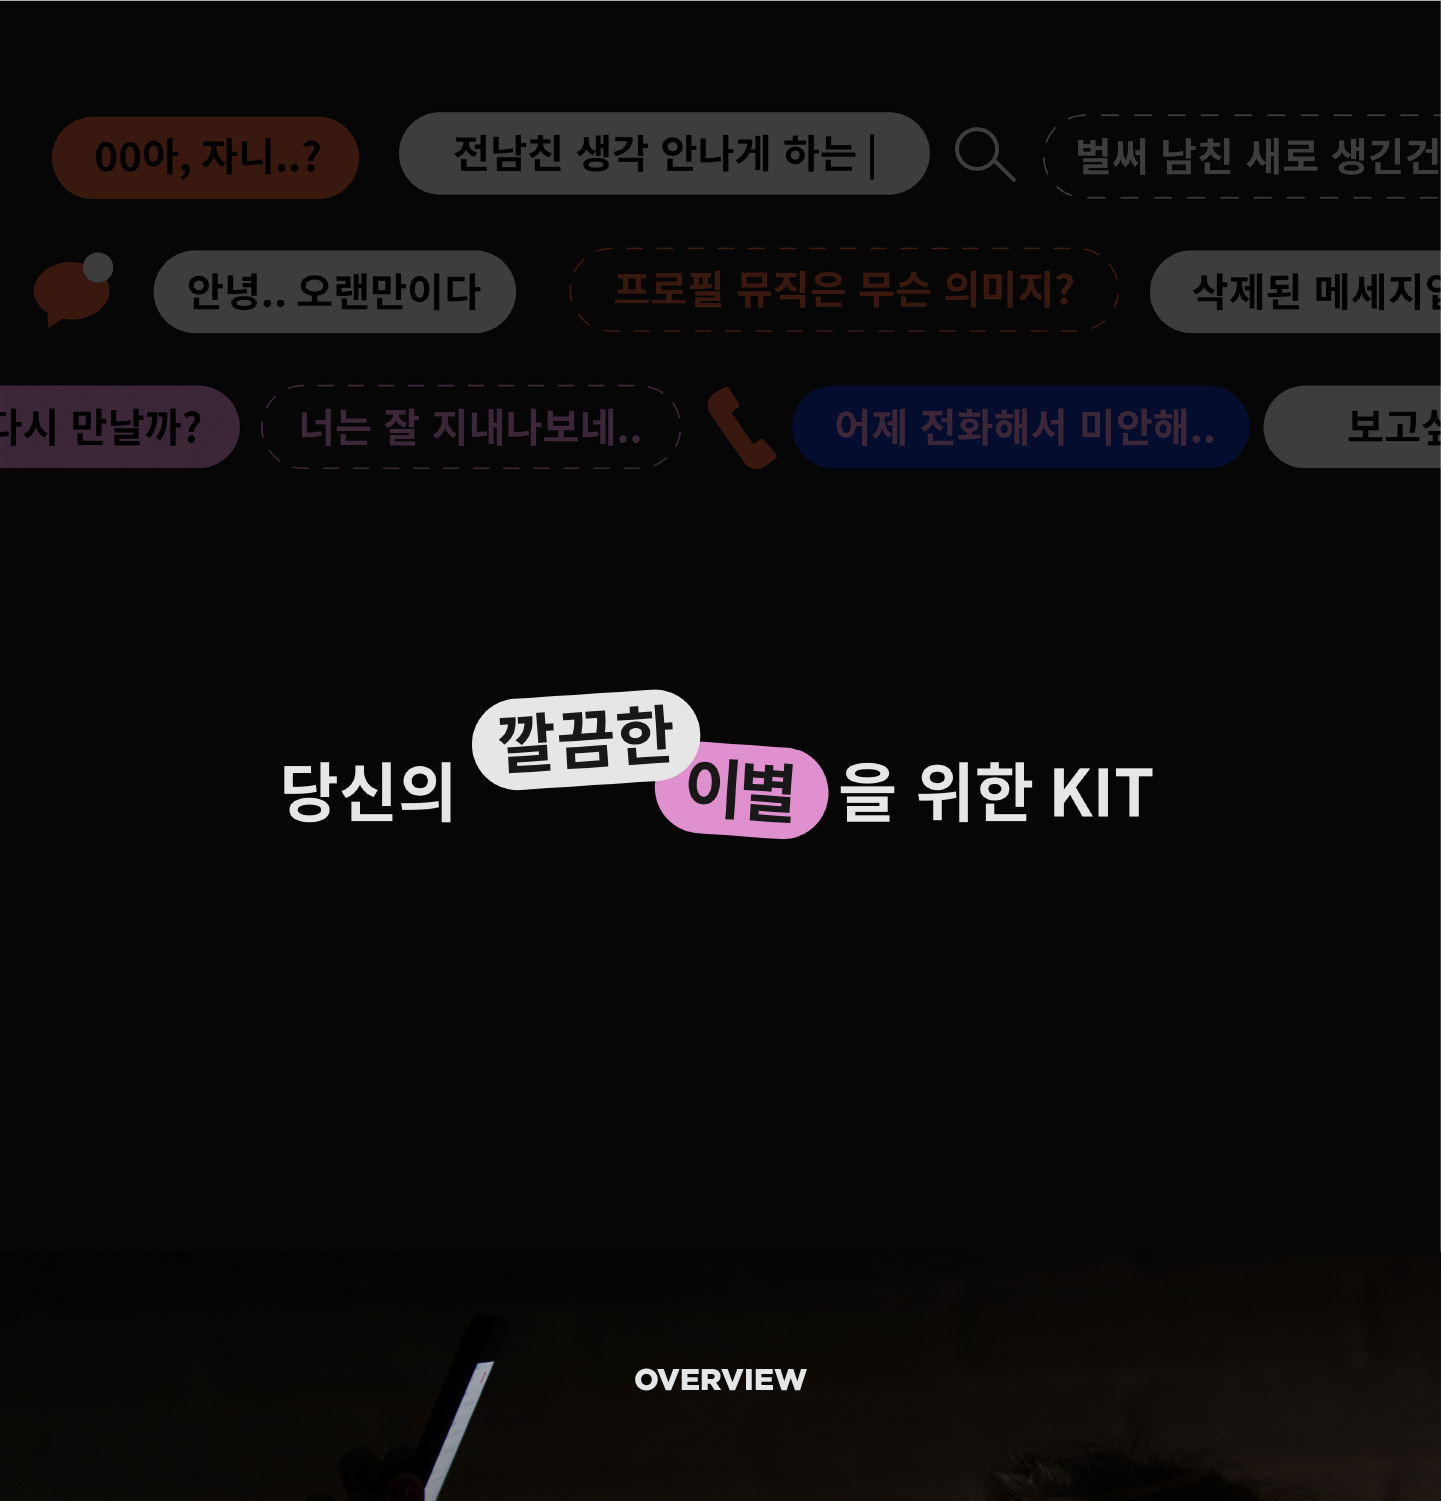 00아, 자니..? 전남친 생각 안나게 하는 | 벌써 남친 새로 생긴건
안녕.. 오랜만이다 프로필 뮤직은 무슨 의미지? 삭제된 메세지
다시 만날까? 너는 잘 지내나보네.. 어제 전화해서 미안해.. 보고
당신의 깔끔한 이별을 위한 KIT
OVERVIEW